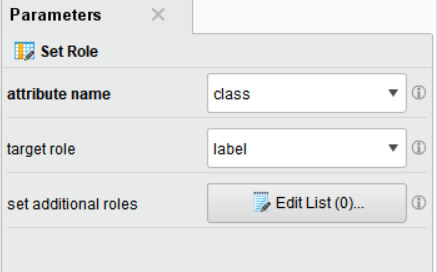 Parameters
Set Role
attribute name class
target role label
set additional roles Edit List (0)...